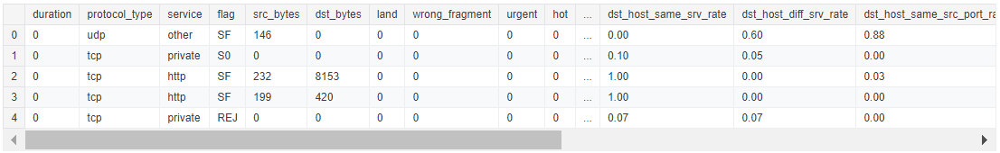 duration protocol_type service flag src_bytes dst_bytes land wrong_fragment urgent hot ... dst_host_same_srv_rate dst_host_diff_srv_rate dst_host_same_src_port_ra
0 0 udp other SF 146 0 0 0 0 0 ... 0.00 0.60 0.88
1 0 tcp private S0 0 0 0 0 0 0 ... 0.10 0.05 0.00
2 0 tcp http SF 232 8153 0 0 0 0 ... 1.00 0.00 0.03
3 0 tcp http SF 199 420 0 0 0 0 ... 1.00 0.00 0.00
4 0 tcp private REJ 0 0 0 0 0 0 ... 0.07 0.07 0.00